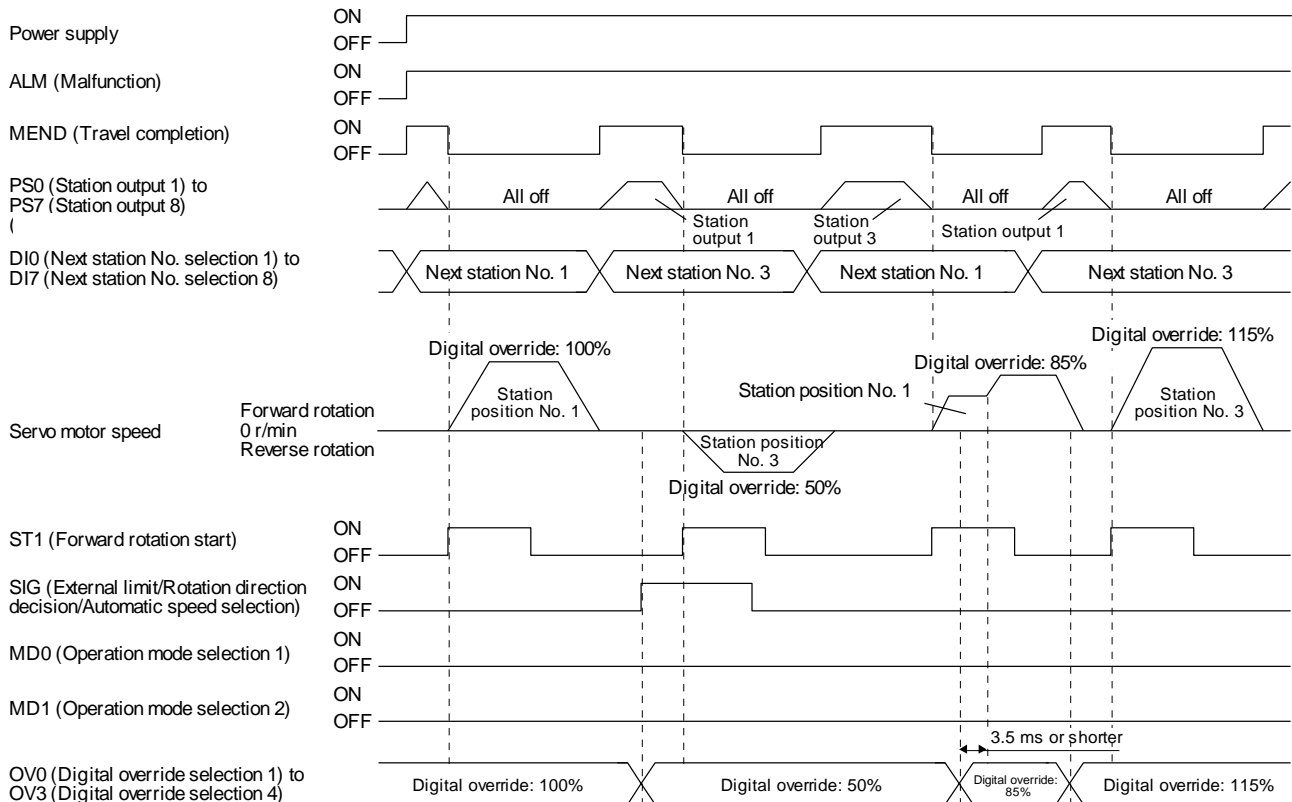 Power supply
ON
OFF
ALM (Malfunction)
ON
OFF
MEND (Travel completion)
ON
OFF
PS0 (Station output 1) to
PS7 (Station output 8)
(
All off
Station
output 1
All off
Station
output 3
All off
Station output 1
All off
DI0 (Next station No. selection 1) to
DI7 (Next station No. selection 8)
Next station No. 1
Next station No. 3
Next station No. 1
Next station No. 3
Servo motor speed
Forward rotation
0 r/min
Reverse rotation
Digital override: 100%
Station
position No. 1
Station position
No. 3
Digital override: 50%
Station position No. 1
Digital override: 85%
Digital override: 115%
Station
position No. 3
ST1 (Forward rotation start)
ON
OFF
SIG (External limit/Rotation direction
decision/Automatic speed selection)
ON
OFF
MD0 (Operation mode selection 1)
ON
OFF
MD1 (Operation mode selection 2)
ON
OFF
3.5 ms or shorter
OV0 (Digital override selection 1) to
OV3 (Digital override selection 4)
Digital override: 100%
Digital override: 50%
Digital override:
85%
Digital override: 115%